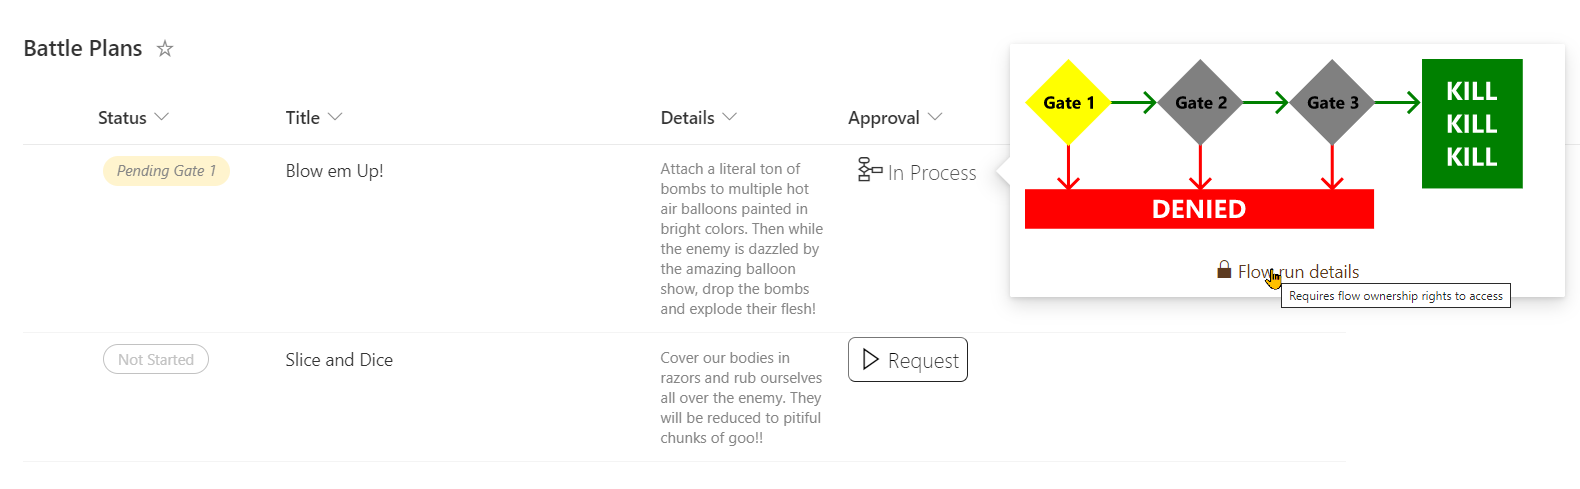 Battle Plans
Status
Title
Details
Approval
Pending Gate 1
Blow em Up!
Attach a literal ton of
bombs to multiple hot
air balloons painted in
bright colors. Then while
the enemy is dazzled by
the amazing balloon
show, drop the bombs
and explode their flesh!
In Process
Gate 1
Gate 2
Gate 3
KILL
KILL
KILL
DENIED
Flow run details
Requires flow ownership rights to access
Not Started
Slice and Dice
Cover our bodies in
razors and rub ourselves
all over the enemy. They
will be reduced to pitiful
chunks of goo!!
Request